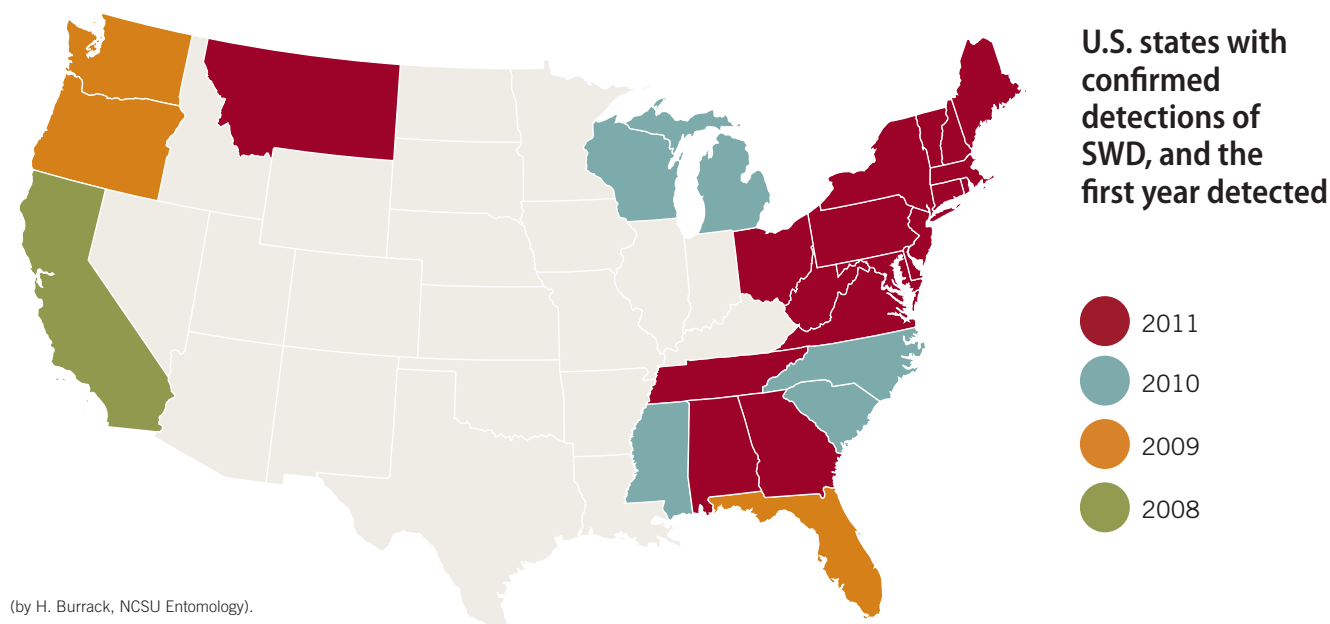 U.S. states with
confirmed
detections of
SWD, and the
first year detected
2011
2010
2009
2008
(by H. Burrack, NCSU Entomology).